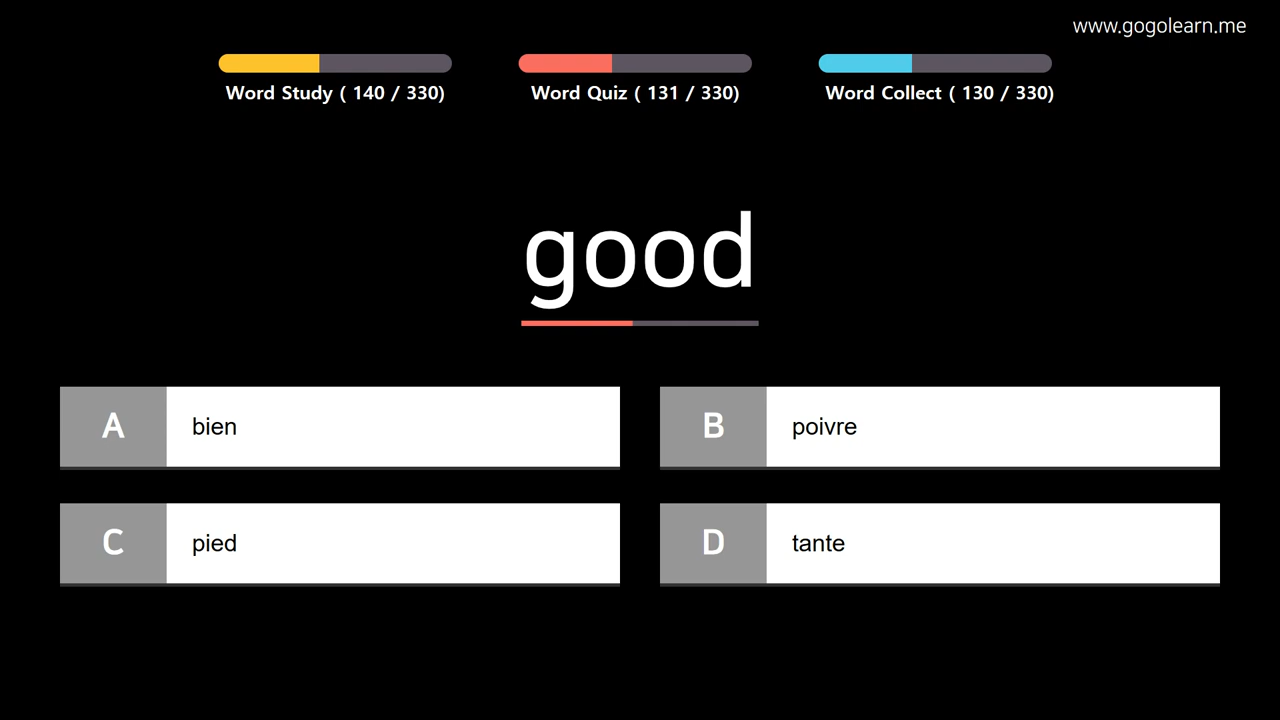 www.gogolearn.me
Word Study ( 140 / 330)
Word Quiz ( 131 / 330)
Word Collect ( 130 / 330)
good
A bien
B poivre
C pied
D tante